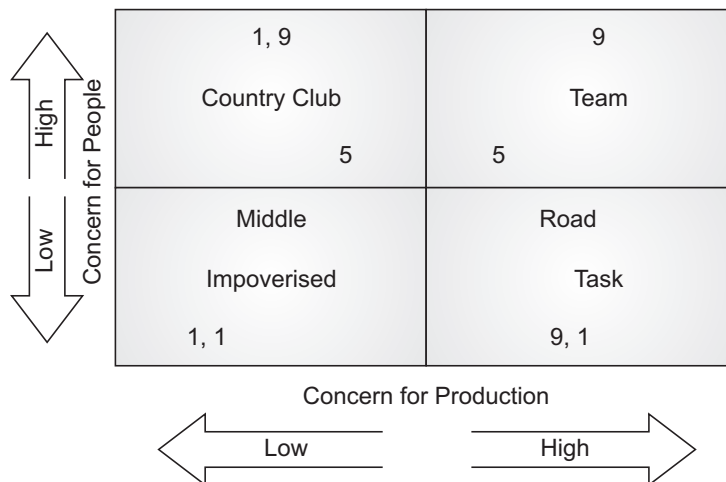 1, 9
9
Country Club
Team
5
5
High
Low
Concern for People
Middle
Road
Impoverised
Task
1, 1
9, 1
Concern for Production
Low
High